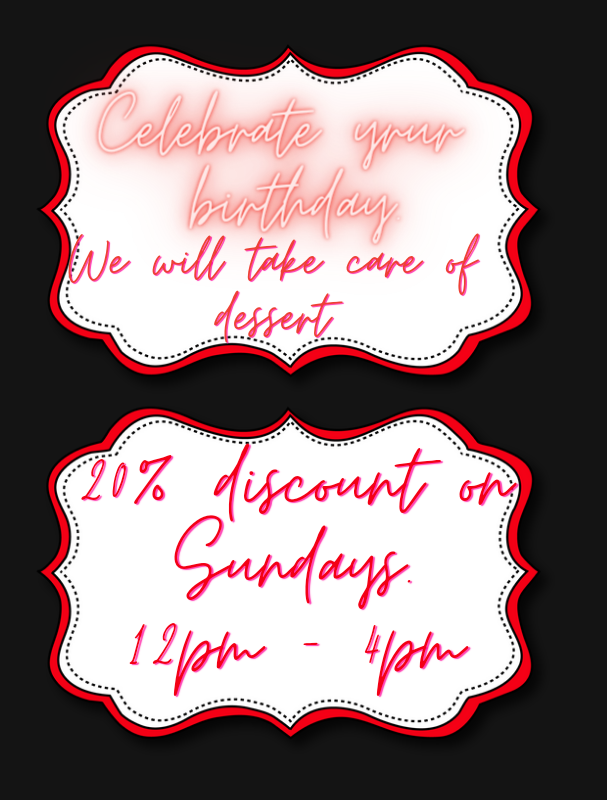 Celebrate yrur
birthday.
We will take care of
dessert
20% discount on
Sundays.
12pm - 4pm